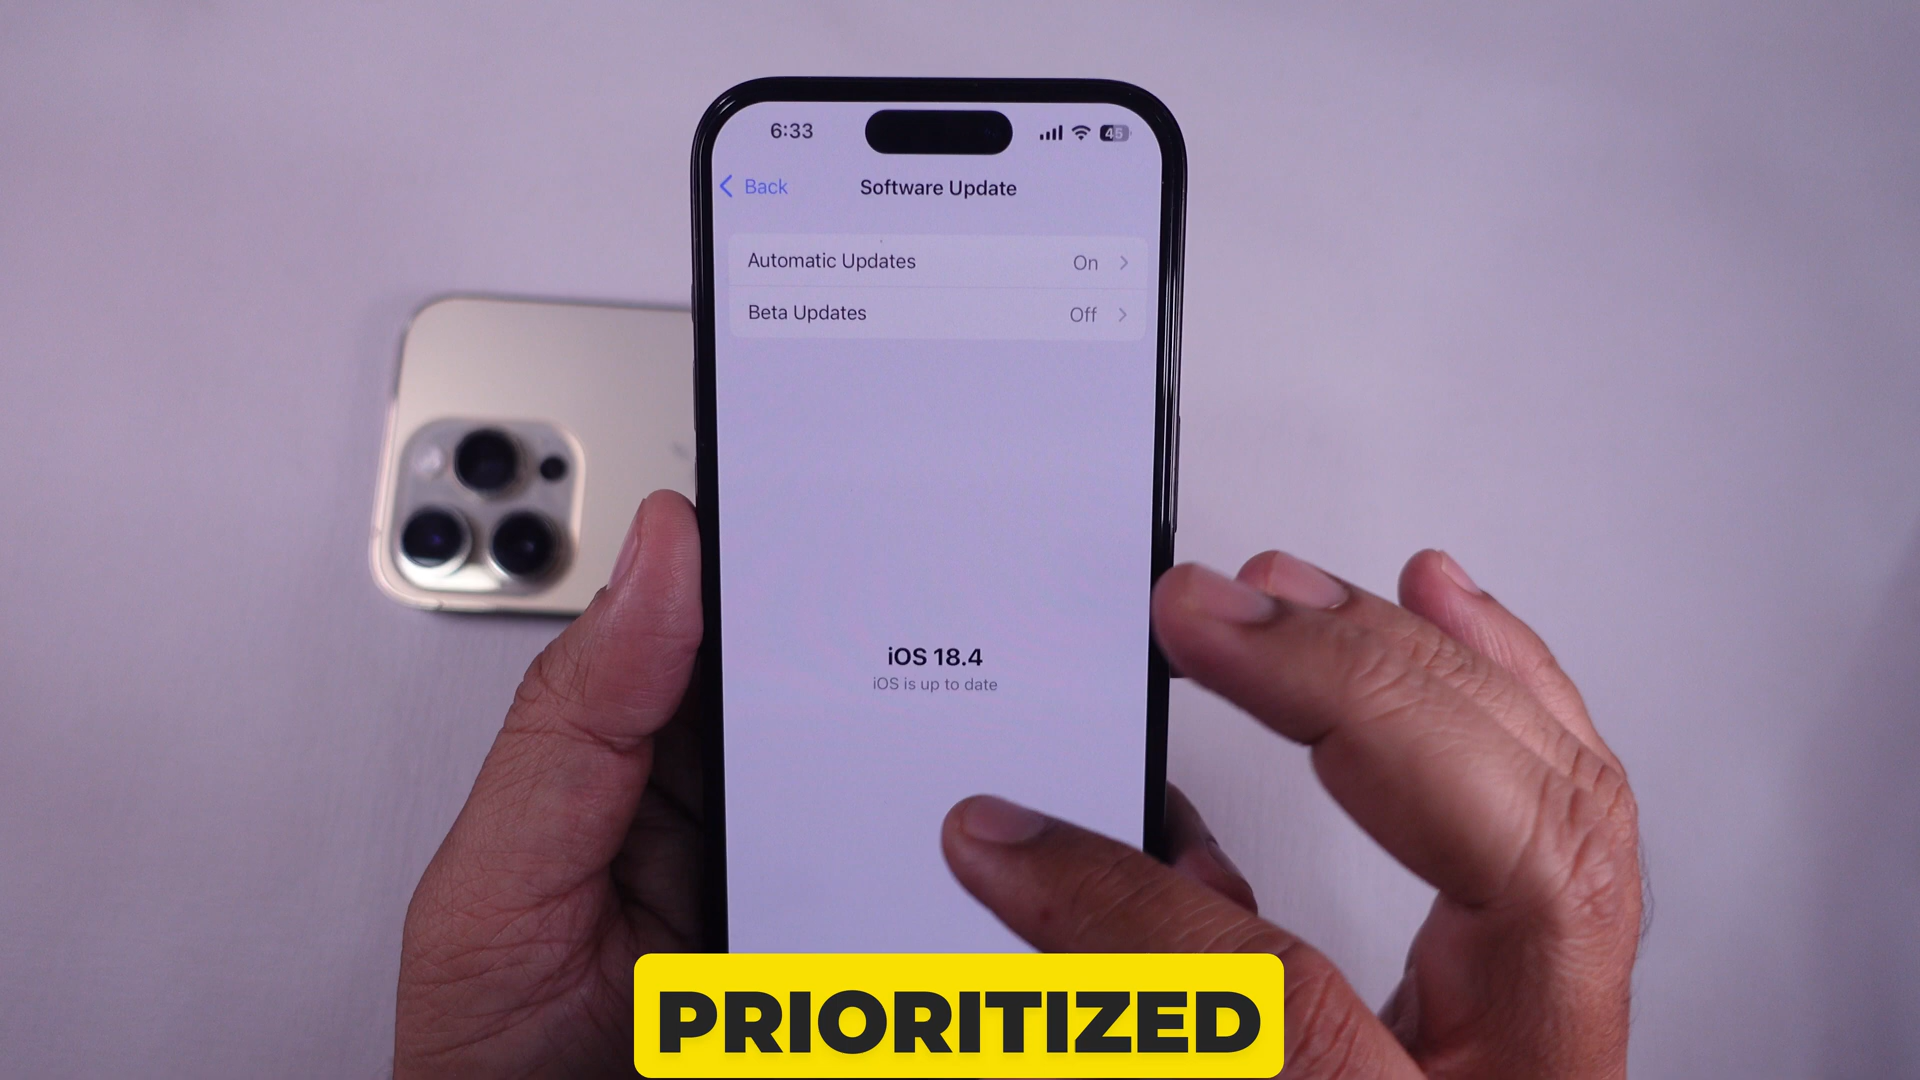 6:33
45
Back
Software Update
Automatic Updates On
Beta Updates Off
iOS 18.4
iOS is up to date
PRIORITIZED